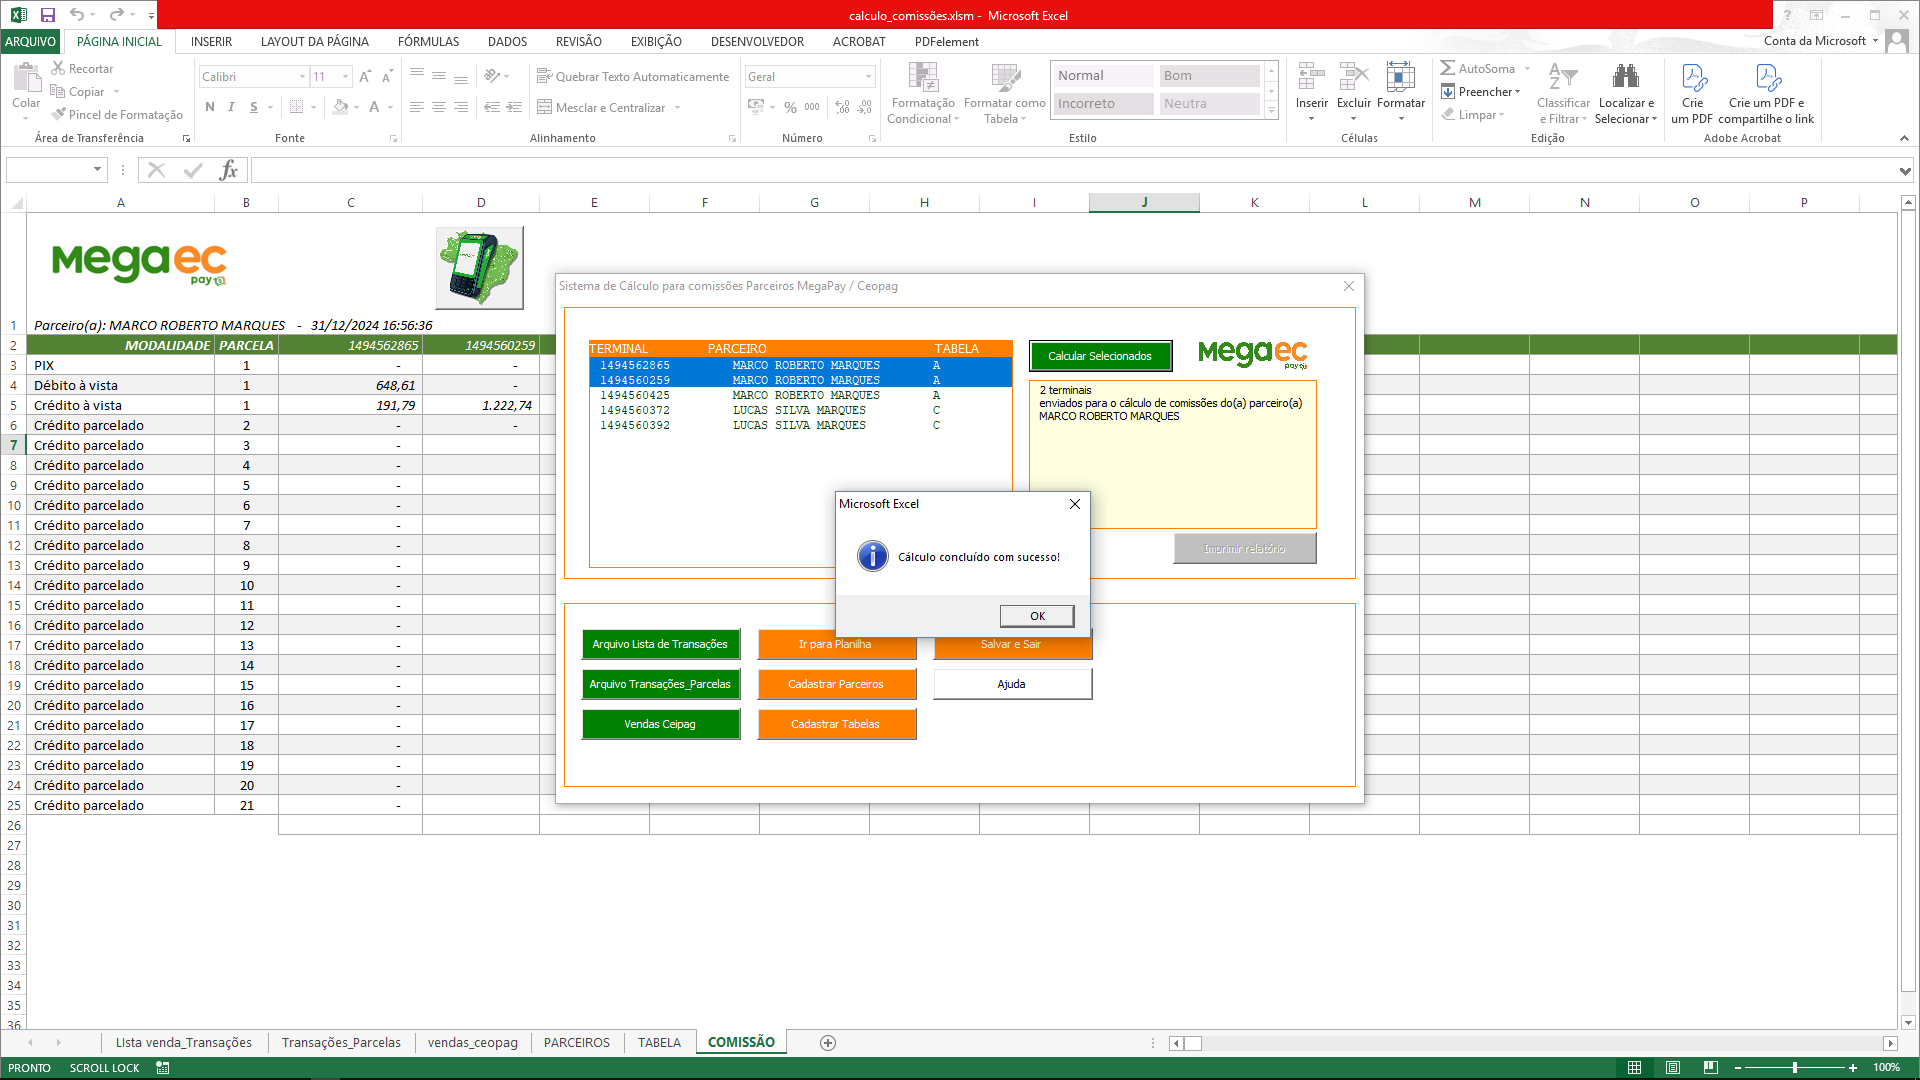 calculo_comissões.xlsm - Microsoft Excel
ARQUIVO PÁGINA INICIAL INSERIR LAYOUT DA PÁGINA FÓRMULAS DADOS REVISÃO EXIBIÇÃO DESENVOLVEDOR ACROBAT PDFelement Conta da Microsoft
Colar
Recortar
Copiar
Pincel de Formatação
Área de Transferência
Calibri 11
N I S
Fonte
Quebrar Texto Automaticamente
Mesclar e Centralizar
Alinhamento
Geral
% 000
Número
Formatação Condicional
Formatar como Tabela
Normal Bom
Incorreto Neutra
Estilo
Inserir Excluir Formatar
Células
AutoSoma
Preencher
Limpar
Classificar e Filtrar
Localizar e Selecionar
Edição
Crie um PDF
Crie um PDF e compartilhe o link
Adobe Acrobat
fx
A B C D E F G H I J K L M N O P
Megaec
pay
1 Parceiro(a): MARCO ROBERTO MARQUES - 31/12/2024 16:56:36
2 MODALIDADE PARCELA 1494562865 1494560259
3 PIX 1 - -
4 Débito à vista 1 648,61 -
5 Crédito à vista 1 191,79 1.222,74
6 Crédito parcelado 2 - -
7 Crédito parcelado 3 -
8 Crédito parcelado 4 -
9 Crédito parcelado 5 -
10 Crédito parcelado 6 -
11 Crédito parcelado 7 -
12 Crédito parcelado 8 -
13 Crédito parcelado 9 -
14 Crédito parcelado 10 -
15 Crédito parcelado 11 -
16 Crédito parcelado 12 -
17 Crédito parcelado 13 -
18 Crédito parcelado 14 -
19 Crédito parcelado 15 -
20 Crédito parcelado 16 -
21 Crédito parcelado 17 -
22 Crédito parcelado 18 -
23 Crédito parcelado 19 -
24 Crédito parcelado 20 -
25 Crédito parcelado 21 -
26
27
28
29
30
31
32
33
34
35
36
Sistema de Cálculo para comissões Parceiros MegaPay / Ceopag
TERMINAL PARCEIRO TABELA
1494562865 MARCO ROBERTO MARQUES A
1494560259 MARCO ROBERTO MARQUES A
1494560425 MARCO ROBERTO MARQUES A
1494560372 LUCAS SILVA MARQUES C
1494560392 LUCAS SILVA MARQUES C
Calcular Selecionados
Megaec
pay
2 terminais
enviados para o cálculo de comissões do(a) parceiro(a)
MARCO ROBERTO MARQUES
Imprimir relatório
Microsoft Excel
Cálculo concluído com sucesso!
OK
Arquivo Lista de Transações Ir para Planilha Salvar e Sair
Arquivo Transações_Parcelas Cadastrar Parceiros Ajuda
Vendas Ceipag Cadastrar Tabelas
LIsta venda_Transações Transações_Parcelas vendas_ceopag PARCEIROS TABELA COMISSÃO
PRONTO SCROLL LOCK 100%